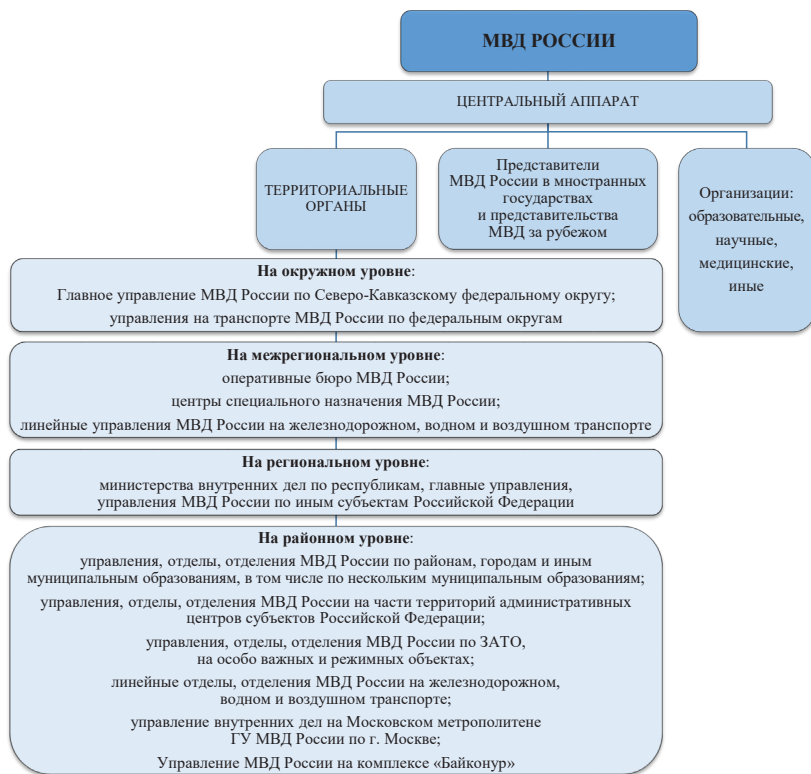 МВД РОССИИ
ЦЕНТРАЛЬНЫЙ АППАРАТ
ТЕРРИТОРИАЛЬНЫЕ
ОРГАНЫ
Представители
МВД России в мностранных
государствах
и представительства
МВД за рубежом
Организации:
образовательные,
научные,
медицинские,
иные
На окружном уровне:
Главное управление МВД России по Северо-Кавказскому федеральному округу;
управления на транспорте МВД России по федеральным округам
На межрегиональном уровне:
оперативные бюро МВД России;
центры специального назначения МВД России;
линейные управления МВД России на железнодорожном, водном и воздушном транспорте
На региональном уровне:
министерства внутренних дел по республикам, главные управления,
управления МВД России по иным субъектам Российской Федерации
На районном уровне:
управления, отделы, отделения МВД России по районам, городам и иным
муниципальным образованиям, в том числе по нескольким муниципальным образованиям;
управления, отделы, отделения МВД России на части территорий административных
центров субъектов Российской Федерации;
управления, отделы, отделения МВД России по ЗАТО,
на особо важных и режимных объектах;
линейные отделы, отделения МВД России на железнодорожном,
водном и воздушном транспорте;
управление внутренних дел на Московском метрополитене
ГУ МВД России по г. Москве;
Управление МВД России на комплексе «Байконур»